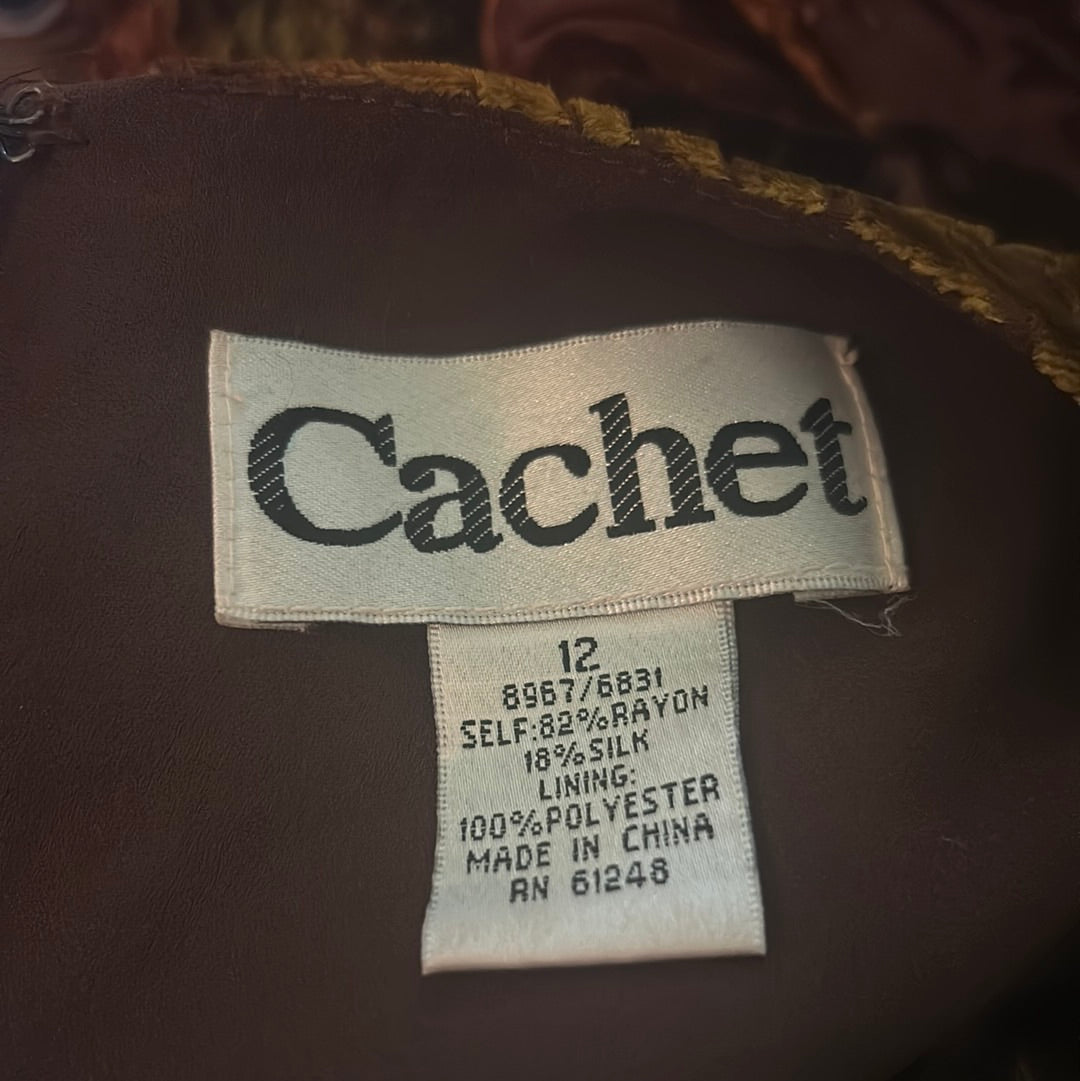 Cachet
12
8967/6831
SELF:82%RAYON
18%SILK
LINING:
100%POLYESTER
MADE IN CHINA
RN 61248